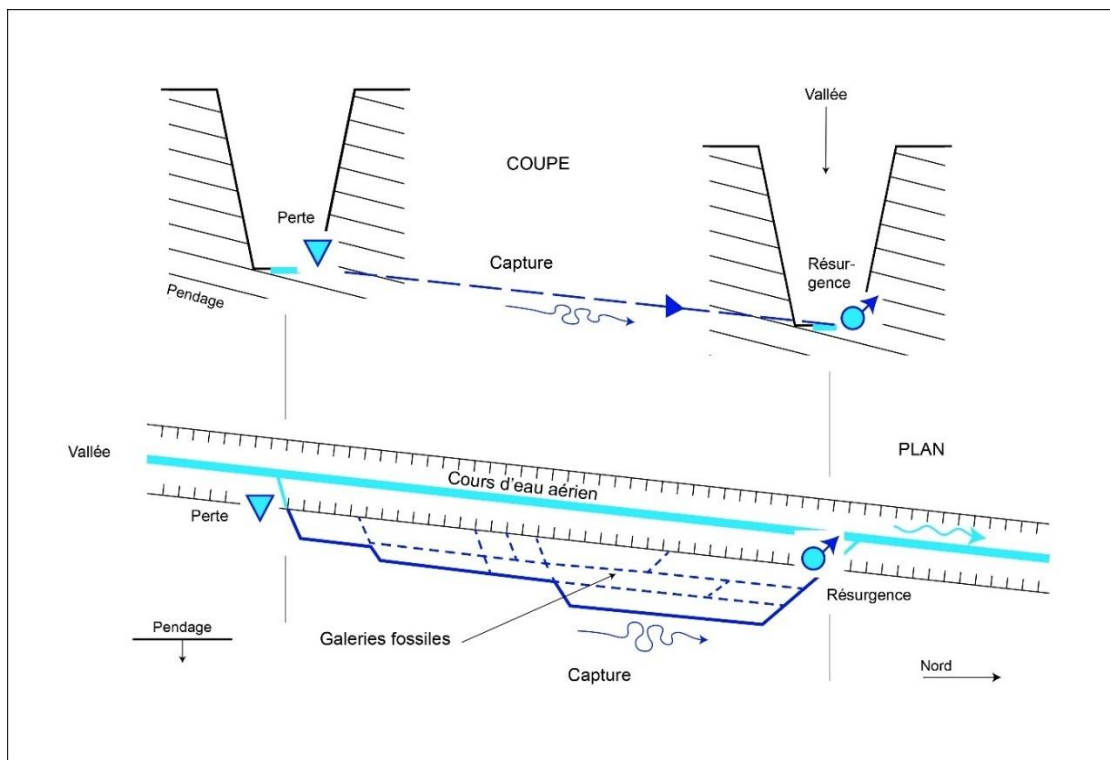 Vallée
COUPE
Perte
Capture
Résur-
gence
Pendage
PLAN
Vallée
Cours d'eau aérien
Perte
Résurgence
Pendage
Galeries fossiles
Capture
Nord